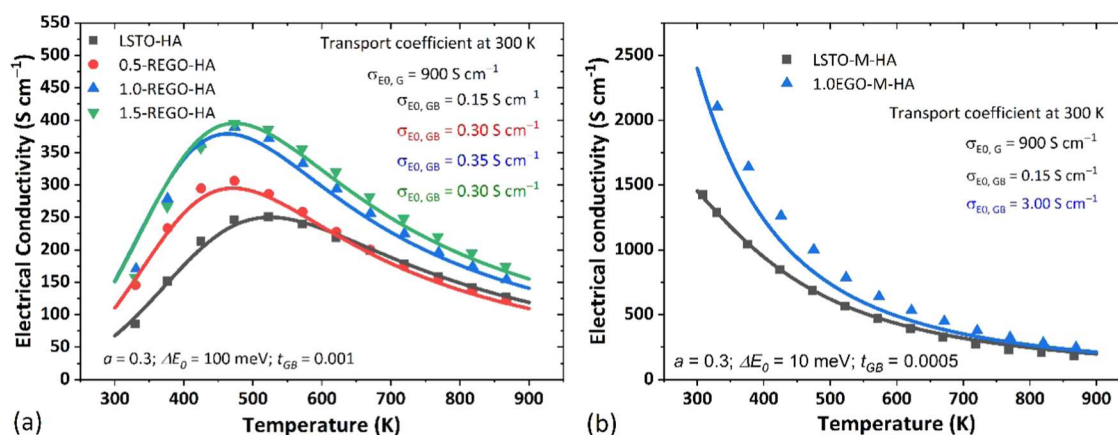 LSTO-HA
0.5-REGO-HA
1.0-REGO-HA
1.5-REGO-HA
Transport coefficient at 300 K
σE0, G = 900 S cm⁻¹
σE0, GB = 0.15 S cm⁻¹
σE0, GB = 0.30 S cm⁻¹
σE0, GB = 0.35 S cm⁻¹
σE0, GB = 0.30 S cm⁻¹
a = 0.3; ΔE0 = 100 meV; tGB = 0.001
Electrical Conductivity (S cm⁻¹)
550
500
450
400
350
300
250
200
150
100
50
0
300 400 500 600 700 800 900
Temperature (K)
(a)
LSTO-M-HA
1.0EGO-M-HA
Transport coefficient at 300 K
σE0, G = 900 S cm⁻¹
σE0, GB = 0.15 S cm⁻¹
σE0, GB = 3.00 S cm⁻¹
a = 0.3; ΔE0 = 10 meV; tGB = 0.0005
Electrical conductivity (S cm⁻¹)
2500
2000
1500
1000
500
0
300 400 500 600 700 800 900
Temperature (K)
(b)